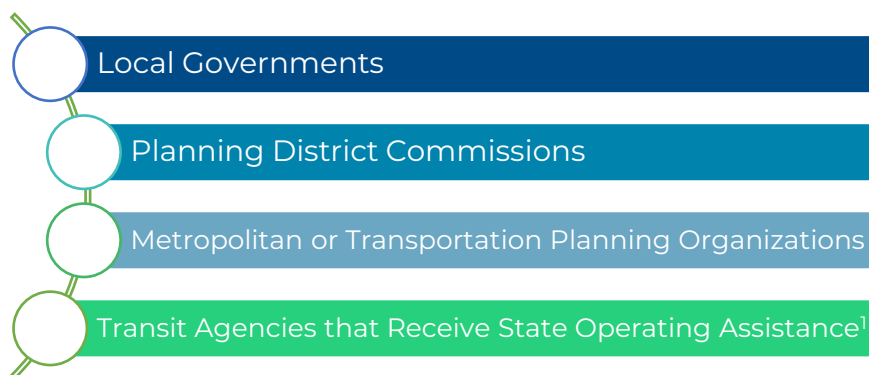 Local Governments
Planning District Commissions
Metropolitan or Transportation Planning Organizations
Transit Agencies that Receive State Operating Assistance¹